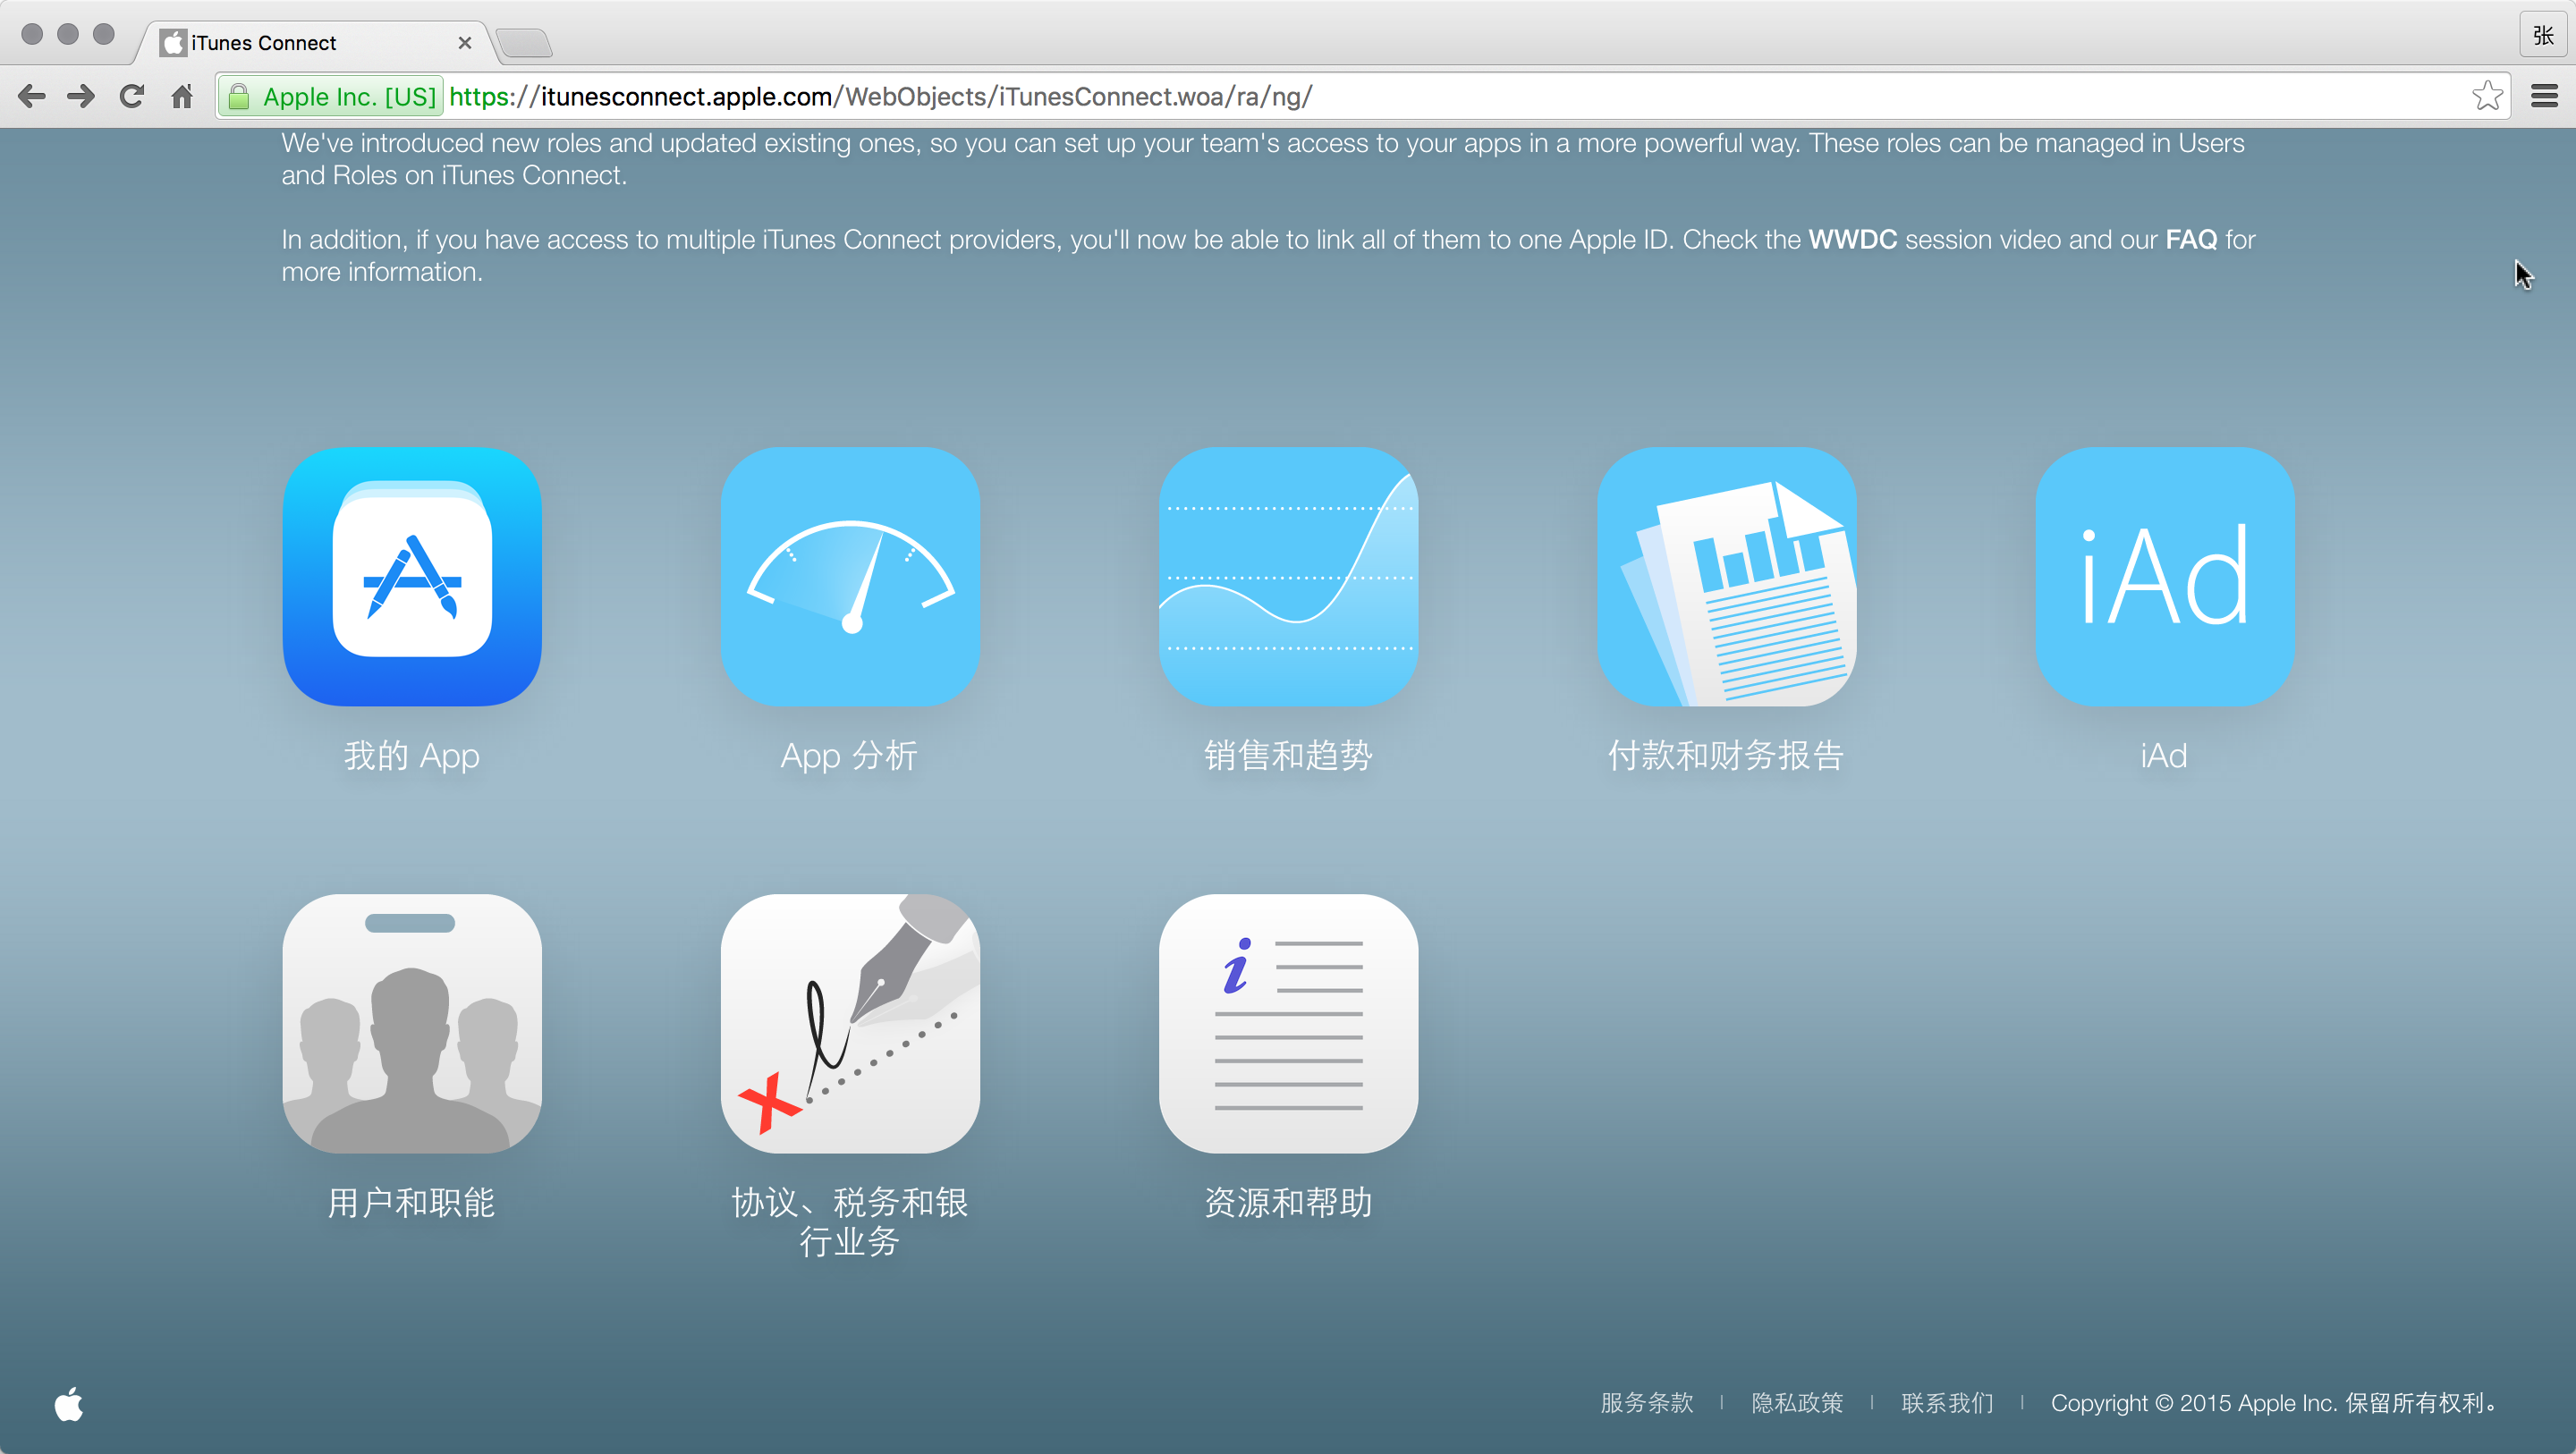 iTunes Connect
张
Apple Inc. [US] https://itunesconnect.apple.com/WebObjects/iTunesConnect.woa/ra/ng/
We've introduced new roles and updated existing ones, so you can set up your team's access to your apps in a more powerful way. These roles can be managed in Users
and Roles on iTunes Connect.
In addition, if you have access to multiple iTunes Connect providers, you'll now be able to link all of them to one Apple ID. Check the WWDC session video and our FAQ for
more information.
iAd
我的 App
App 分析
销售和趋势
付款和财务报告
iAd
i
用户和职能
协议、税务和银
行业务
资源和帮助
服务条款 | 隐私政策 | 联系我们 | Copyright © 2015 Apple Inc. 保留所有权利。